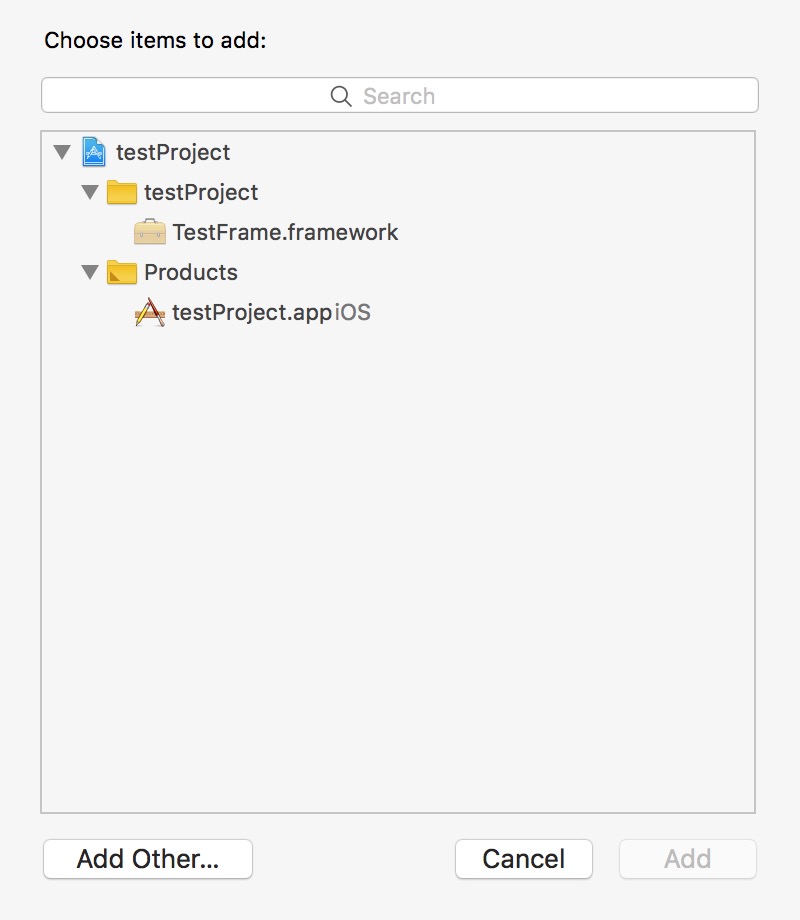 Choose items to add:
Search
testProject
testProject
TestFrame.framework
Products
testProject.app iOS
Add Other...
Cancel
Add